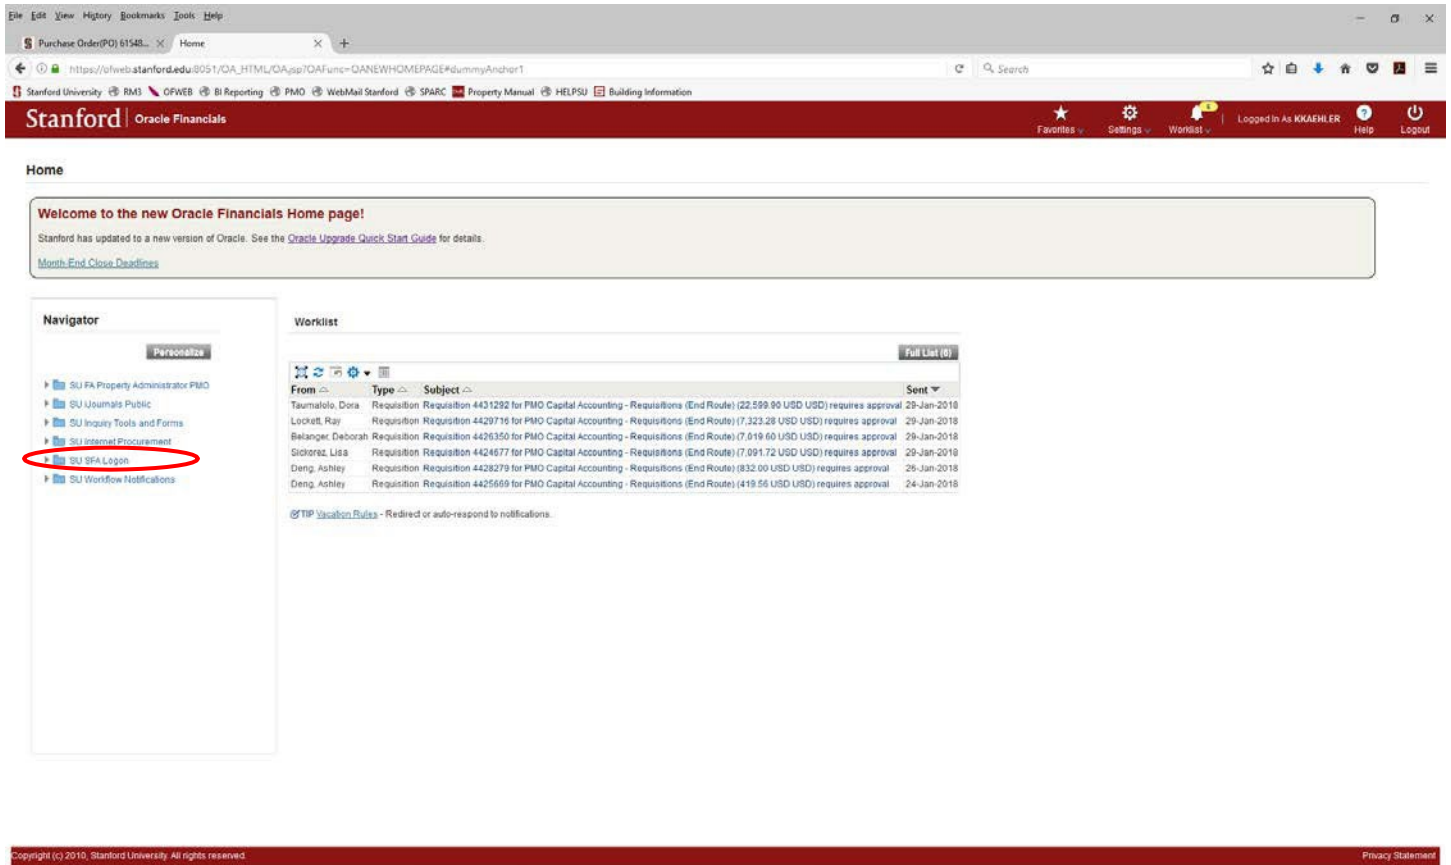 File Edit View History Bookmarks Tools Help
Purchase Order(PO) 61548... Home
https://ofweb.stanford.edu:8051/OA_HTML/OA.jsp?OAFunc=OANEWHOMEPAGE#dummyAnchor1 Search
Stanford University RMS OFWEB BI Reporting PMO WebMail Stanford SPARC Property Manual HELPSU Building Information
Stanford Oracle Financials Favorites Settings Worklist 6 Logged In As KKAEHLER Help Logout
Home
Welcome to the new Oracle Financials Home page!
Stanford has updated to a new version of Oracle. See the Oracle Upgrade Quick Start Guide for details.
Month-End Close Deadlines
Navigator
Personalize
SU FA Property Administrator PMO
SU iJournals Public
SU Inquiry Tools and Forms
SU Internet Procurement
SU SFA Logon
SU Workflow Notifications
Worklist
Full List (6)
From Type Subject Sent
Taumalolo, Dora Requisition Requisition 4431292 for PMO Capital Accounting - Requisitions (End Route) (22,599.90 USD USD) requires approval 29-Jan-2018
Lockett, Ray Requisition Requisition 4429716 for PMO Capital Accounting - Requisitions (End Route) (7,323.28 USD USD) requires approval 29-Jan-2018
Belanger, Deborah Requisition Requisition 4426350 for PMO Capital Accounting - Requisitions (End Route) (7,019.60 USD USD) requires approval 29-Jan-2018
Sickorez, Lisa Requisition Requisition 4424677 for PMO Capital Accounting - Requisitions (End Route) (7,091.72 USD USD) requires approval 29-Jan-2018
Deng, Ashley Requisition Requisition 4428279 for PMO Capital Accounting - Requisitions (End Route) (832.00 USD USD) requires approval 26-Jan-2018
Deng, Ashley Requisition Requisition 4425669 for PMO Capital Accounting - Requisitions (End Route) (419.56 USD USD) requires approval 24-Jan-2018
TIP Vacation Rules - Redirect or auto-respond to notifications.
Copyright (c) 2010, Stanford University. All rights reserved. Privacy Statement